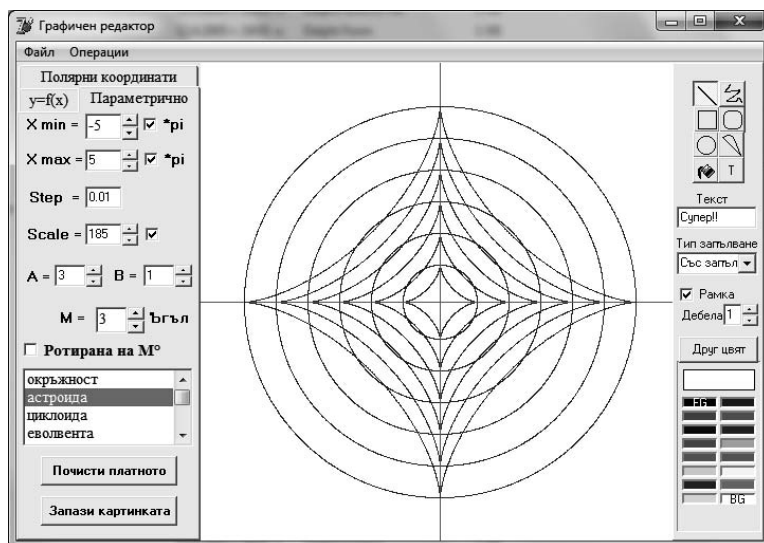 Графичен редактор
Файл Операции
Полярни координати
y=f(x) Параметрично
X min = -5 *pi
X max = 5 *pi
Step = 0.01
Scale = 185
A = 3 B = 1
M = 3 Ъгъл
Ротирана на M°
окръжност
астроида
циклоида
еволвента
Почисти платното
Запази картинката
T
Текст
Супер!!
Тип запълване
Със запъл
Рамка
Дебела 1
Друг цвят
FG
BG